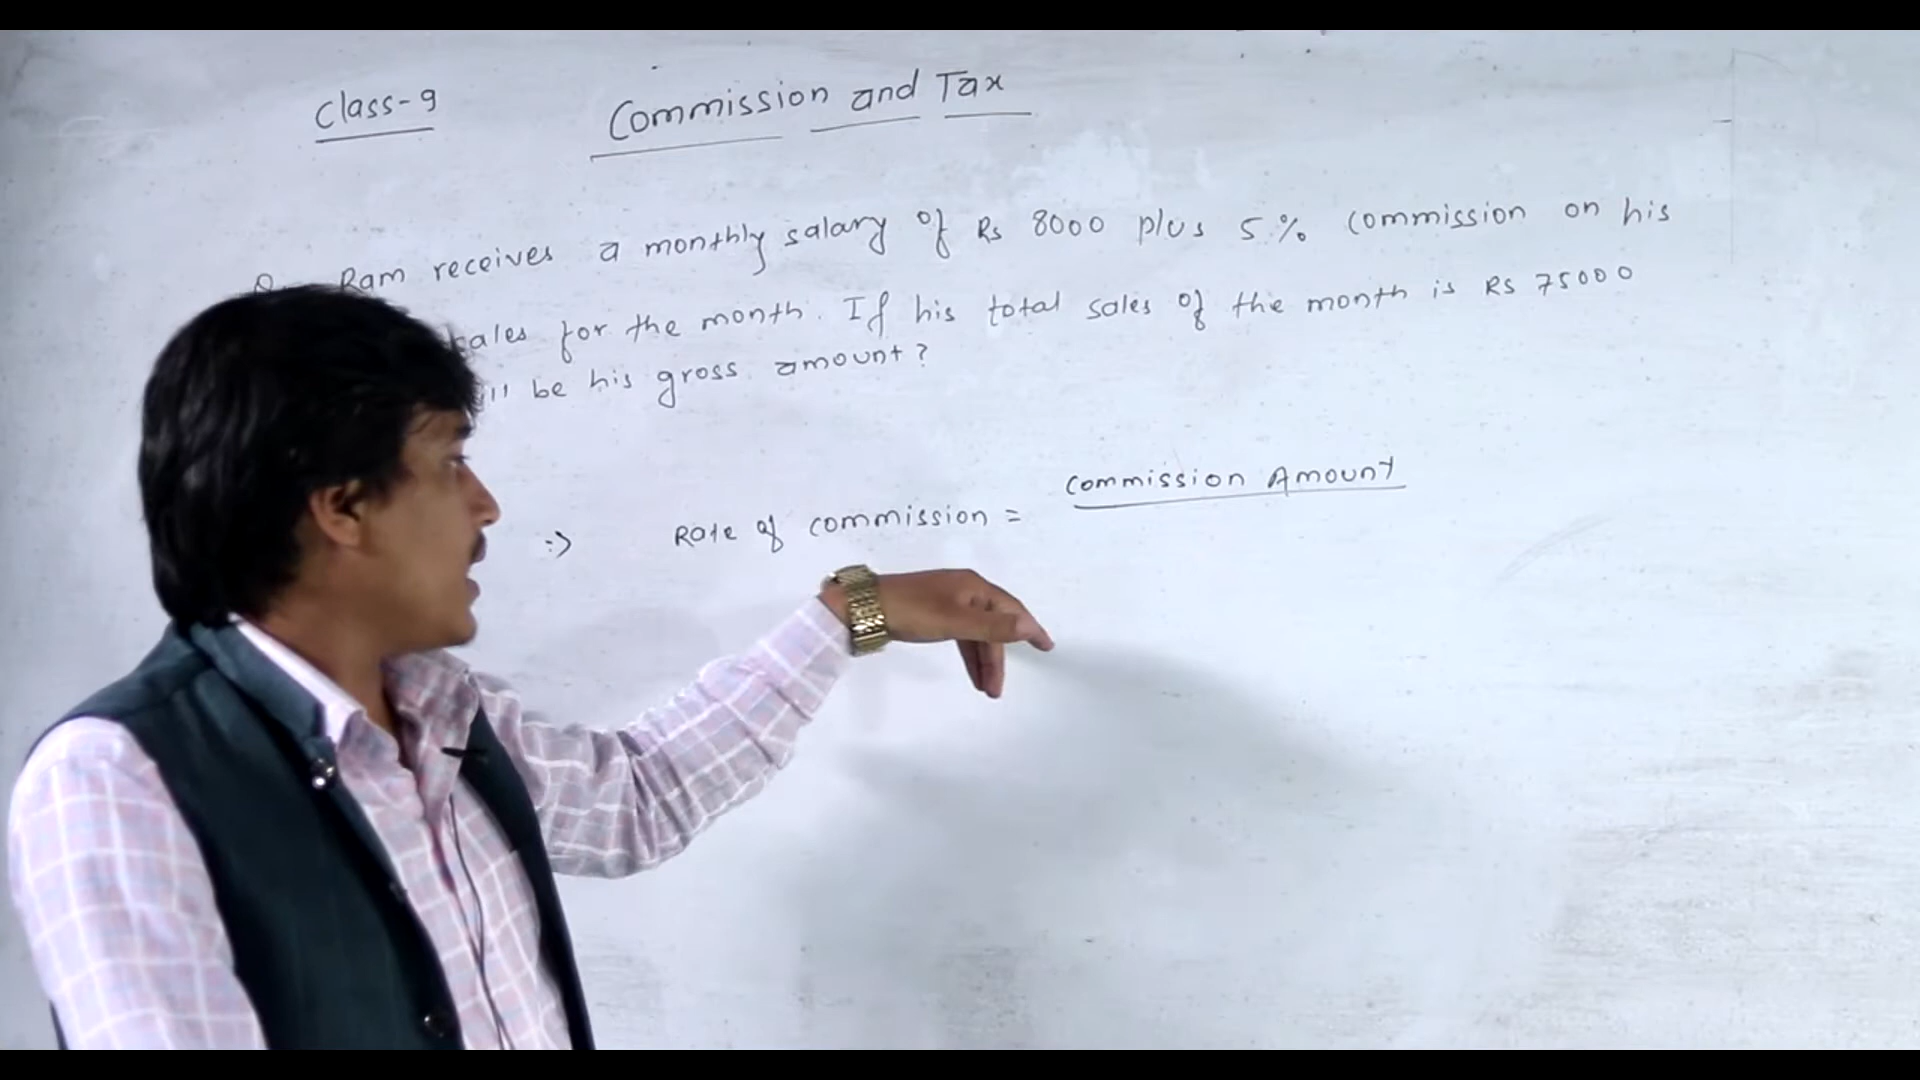 Class-9
Commission and Tax
Ram receives a monthly salary of Rs 8000 plus 5% commission on his
sales for the month. If his total sales of the month is Rs 75000
be his gross amount?
:> Rate of commission = Commission Amount